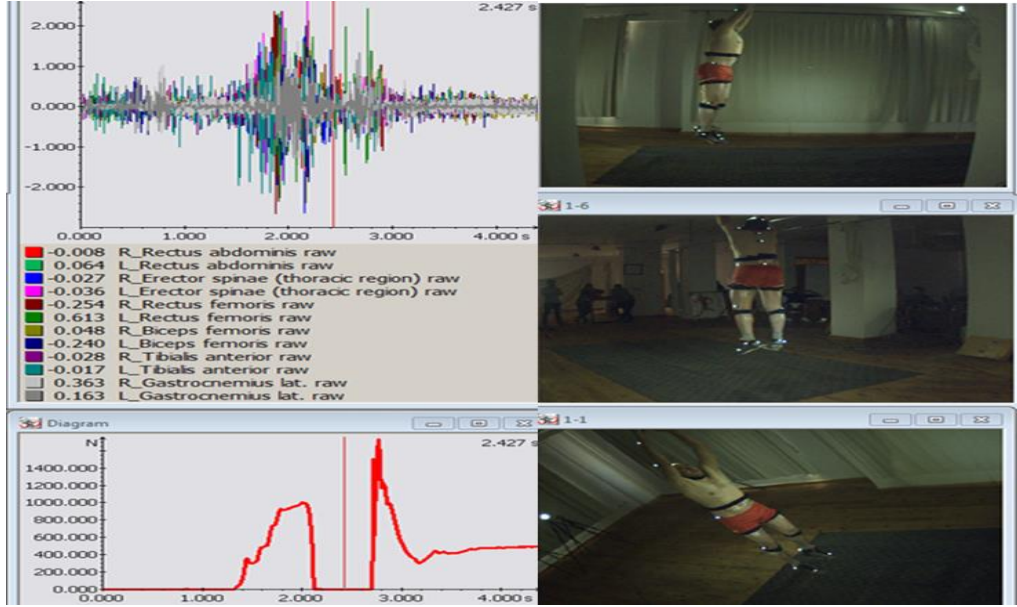 2.427 s
2.000
1.000
0.000
-1.000
-2.000
0.000 1.000 2.000 3.000 4.000 s
-0.008 R_Rectus abdominis raw
0.064 L_Rectus abdominis raw
-0.027 R_Erector spinae (thoracic region) raw
-0.036 L_Erector spinae (thoracic region) raw
-0.254 R_Rectus femoris raw
0.613 L_Rectus femoris raw
0.048 R_Biceps femoris raw
-0.240 L_Biceps femoris raw
-0.028 R_Tibialis anterior raw
-0.017 L_Tibialis anterior raw
0.363 R_Gastrocnemius lat. raw
0.163 L_Gastrocnemius lat. raw
Diagram
N
2.427 s
1400.000
1200.000
1000.000
800.000
600.000
400.000
200.000
0.000
0.000 1.000 2.000 3.000 4.000 s
1-6
1-1